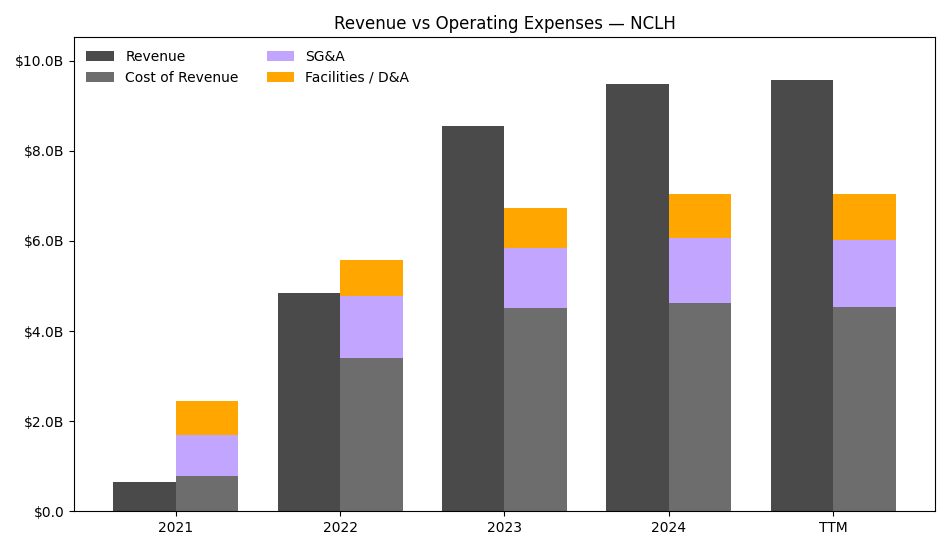 Revenue vs Operating Expenses — NCLH
Revenue
Cost of Revenue
SG&A
Facilities / D&A
$10.0B
$8.0B
$6.0B
$4.0B
$2.0B
$0.0
2021 2022 2023 2024 TTM